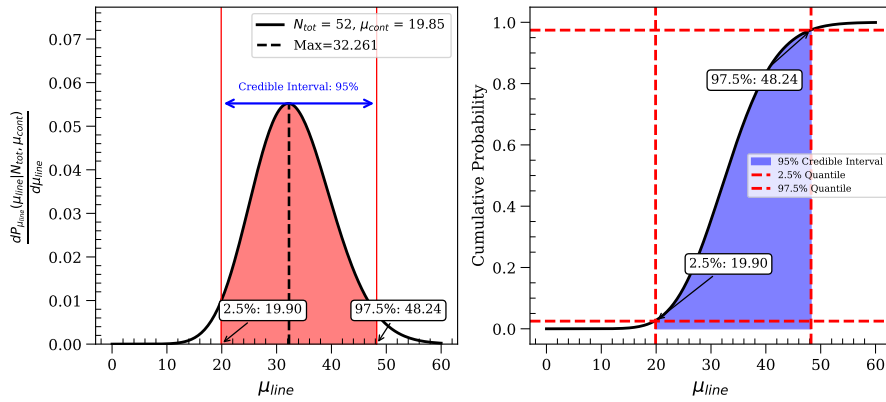 0.07
0.06
0.05
0.04
0.03
0.02
0.01
0.00
0 10 20 30 40 50 60
μ_line
dP_μ_line(μ_line|N_tot, μ_cont)
dμ_line
N_tot = 52, μ_cont = 19.85
Max=32.261
Credible Interval: 95%
2.5%: 19.90
97.5%: 48.24
1.0
0.8
0.6
0.4
0.2
0.0
0 10 20 30 40 50 60
μ_line
Cumulative Probability
97.5%: 48.24
95% Credible Interval
2.5% Quantile
97.5% Quantile
2.5%: 19.90